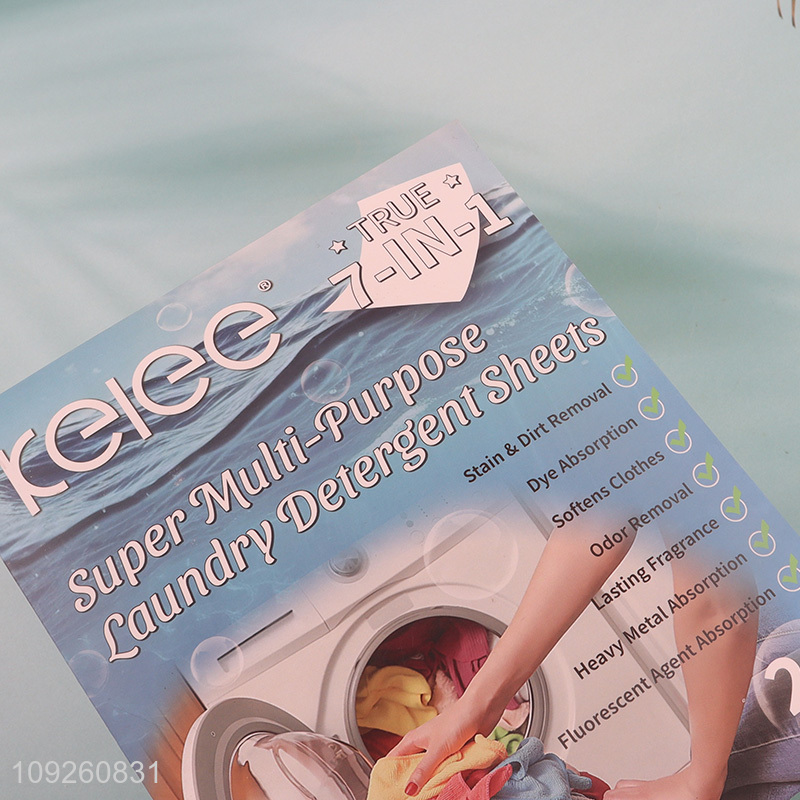 TRUE
7-IN-1
Kelee®
Super Multi-Purpose
Laundry Detergent Sheets
Stain & Dirt Removal
Dye Absorption
Softens Clothes
Odor Removal
Lasting Fragrance
Heavy Metal Absorption
Fluorescent Agent Absorption
109260831